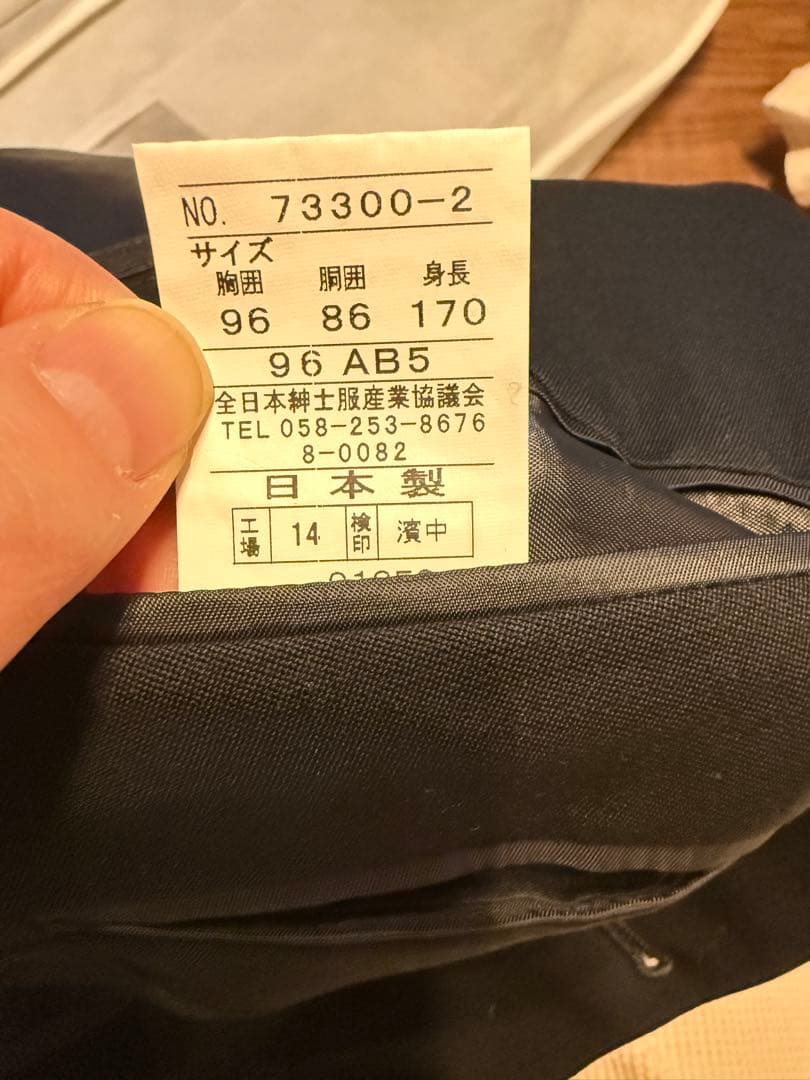 NO. 73300-2
サイズ
胸囲 胴囲 身長
96 86 170
96 AB5
全日本紳士服産業協議会
TEL 058-253-8676
8-0082
日本製
工場 14 検印 濱中